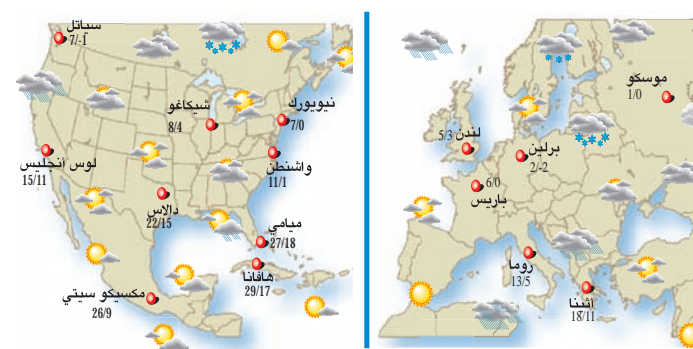 سياتل
7/-1
شيكاغو
8/4
نيويورك
7/0
لوس أنجليس
15/11
واشنطن
11/1
دالاس
22/15
ميامي
27/18
هافانا
29/17
مكسيكو سيتي
26/9
موسكو
1/0
لندن 5/3
برلين
2/-2
6/0
باريس
روما
13/5
أثينا
18/11